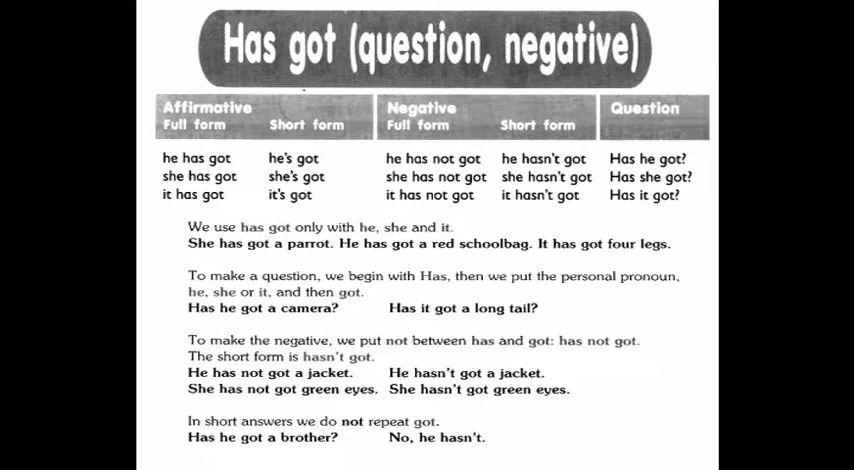 Has got (question, negative)
Affirmative Negative Question
Full form Short form Full form Short form
he has got he's got he has not got he hasn't got Has he got?
she has got she's got she has not got she hasn't got Has she got?
it has got it's got it has not got it hasn't got Has it got?
We use has got only with he, she and it.
She has got a parrot. He has got a red schoolbag. It has got four legs.
To make a question, we begin with Has, then we put the personal pronoun,
he, she or it, and then got.
Has he got a camera? Has it got a long tail?
To make the negative, we put not between has and got: has not got.
The short form is hasn't got.
He has not got a jacket. He hasn't got a jacket.
She has not got green eyes. She hasn't got green eyes.
In short answers we do not repeat got.
Has he got a brother? No, he hasn't.